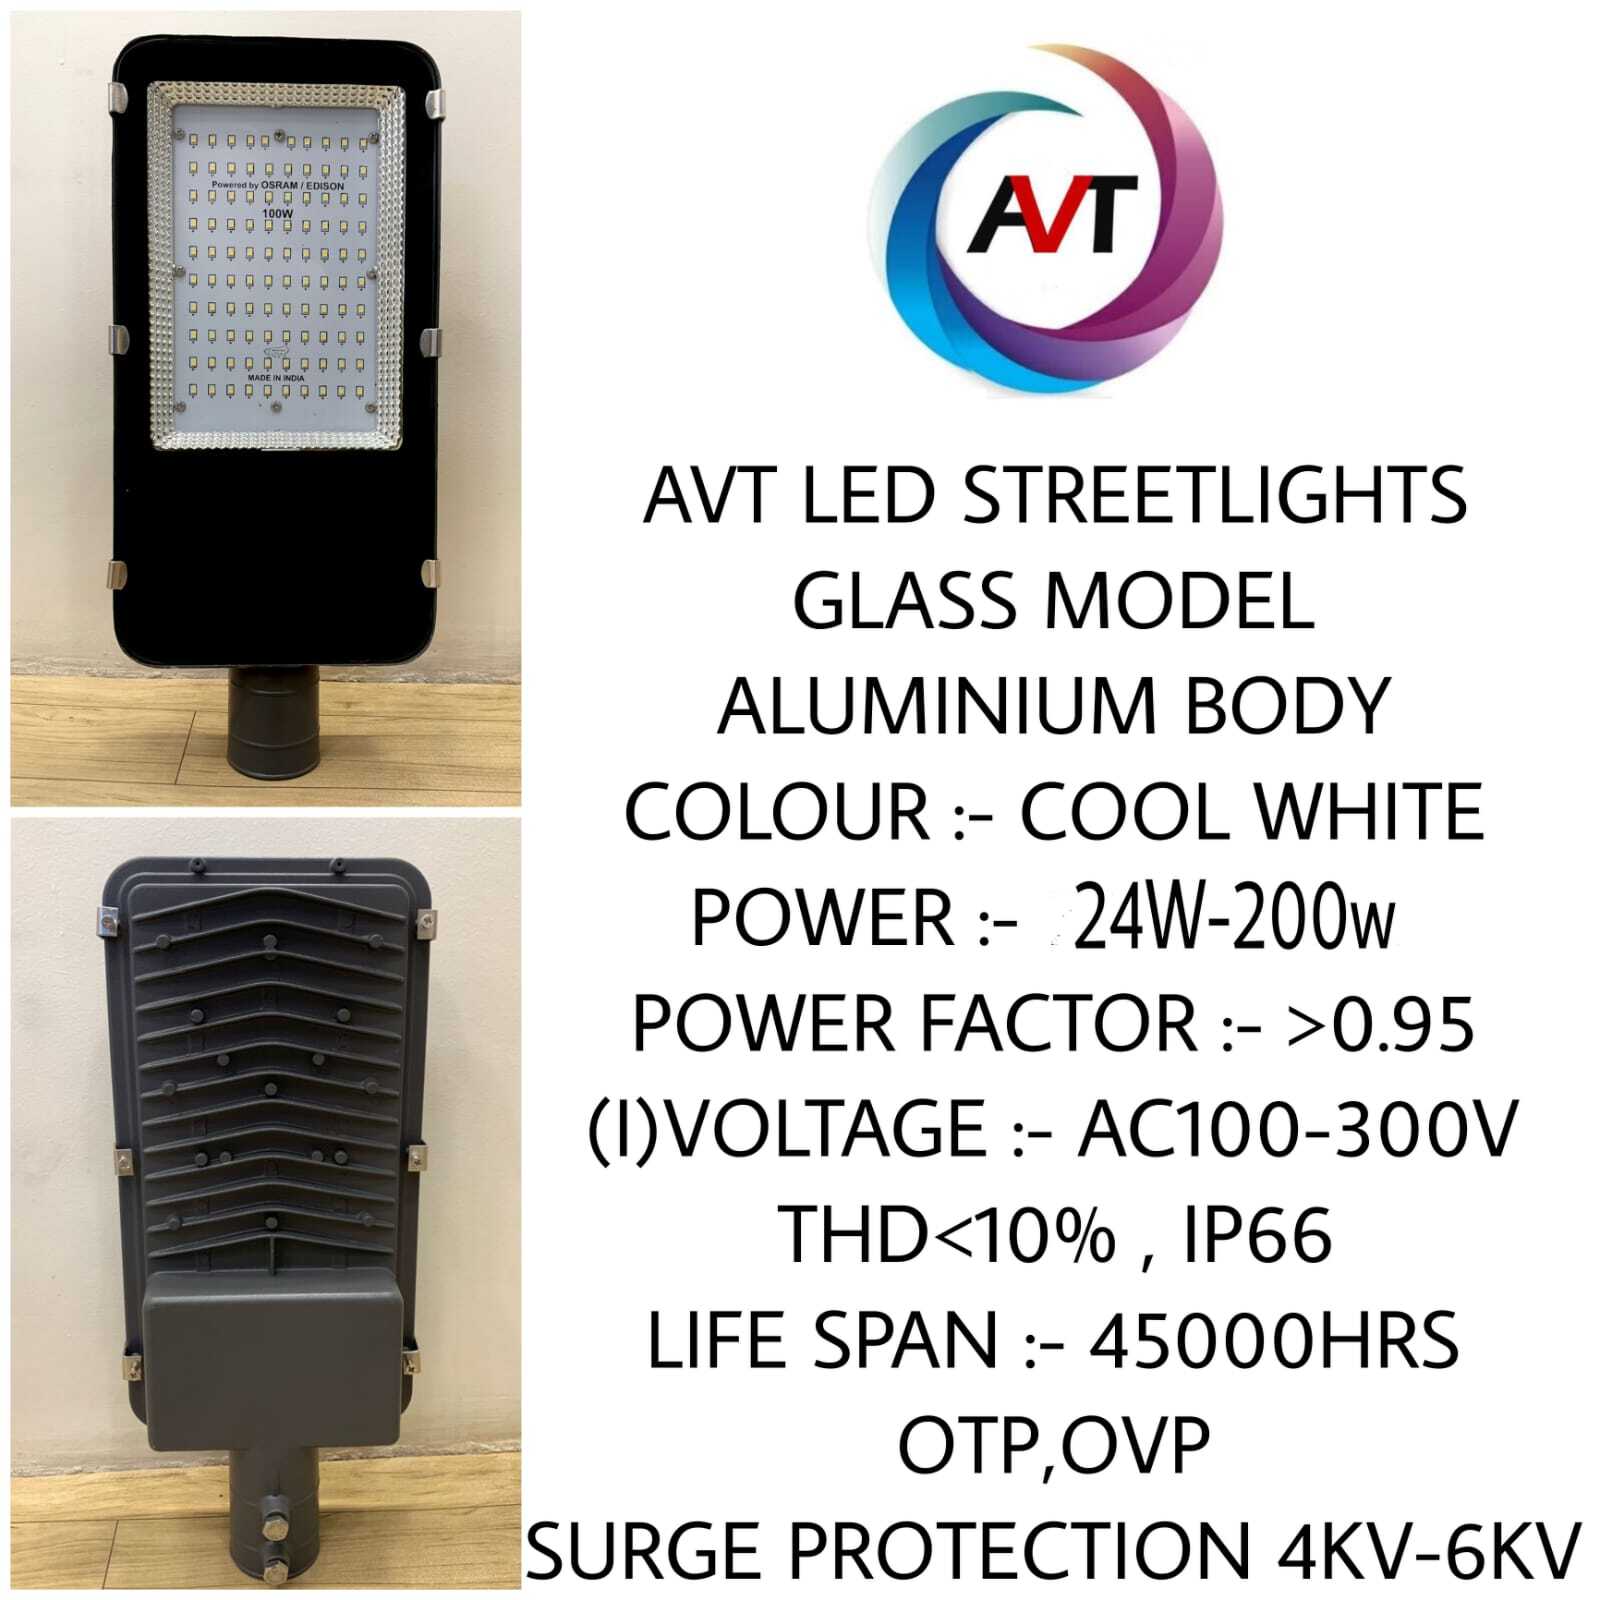 Powered by OSRAM / EDISON
100W
MADE IN INDIA
AVT
AVT LED STREETLIGHTS
GLASS MODEL
ALUMINIUM BODY
COLOUR :- COOL WHITE
POWER :- 24W-200w
POWER FACTOR :- >0.95
(I)VOLTAGE :- AC100-300V
THD<10% , IP66
LIFE SPAN :- 45000HRS
OTP,OVP
SURGE PROTECTION 4KV-6KV